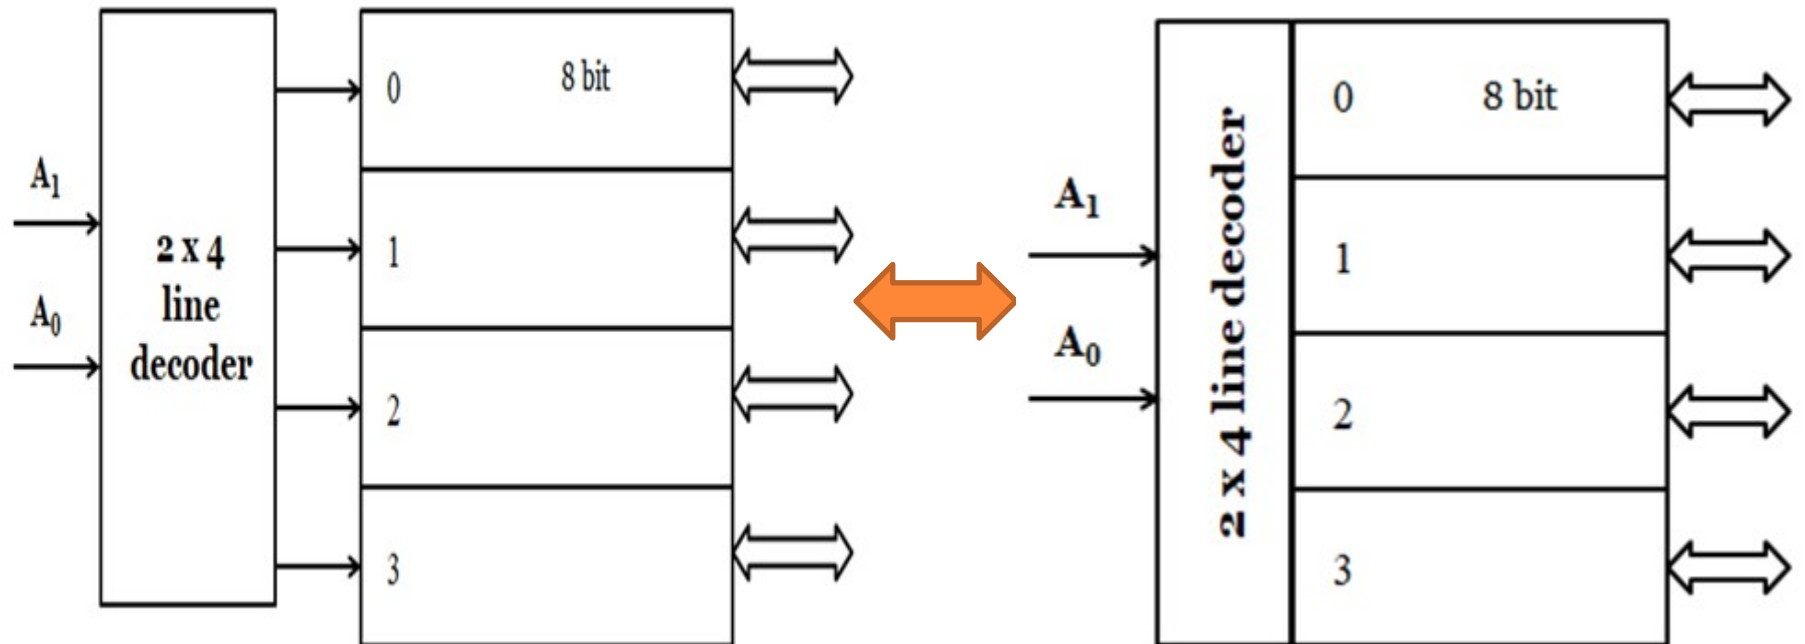 A₁
A₀
2 x 4
line
decoder
0 8 bit
1
2
3
A₁
A₀
2 x 4 line decoder
0 8 bit
1
2
3